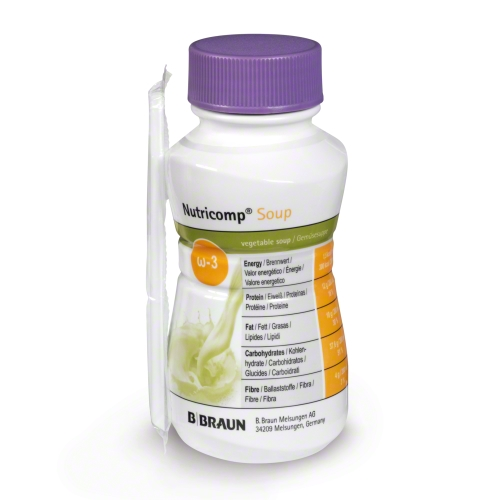 Nutricomp® Soup
vegetable soup / Gemüsesuppe
ω-3
Energy / Brennwert /
Valor energético / Énergie /
Valore energetico
Protein / Eiweiß / Proteínas /
Protéine / Proteine
Fat / Fett / Grasas /
Lipides / Lipidi
Carbohydrates / Kohlen-
hydrate / Carbohidratos /
Glucides / Carboidrati
Fibre / Ballaststoffe / Fibra /
Fibre / Fibra
B|BRAUN
B. Braun Melsungen AG
34209 Melsungen, Germany